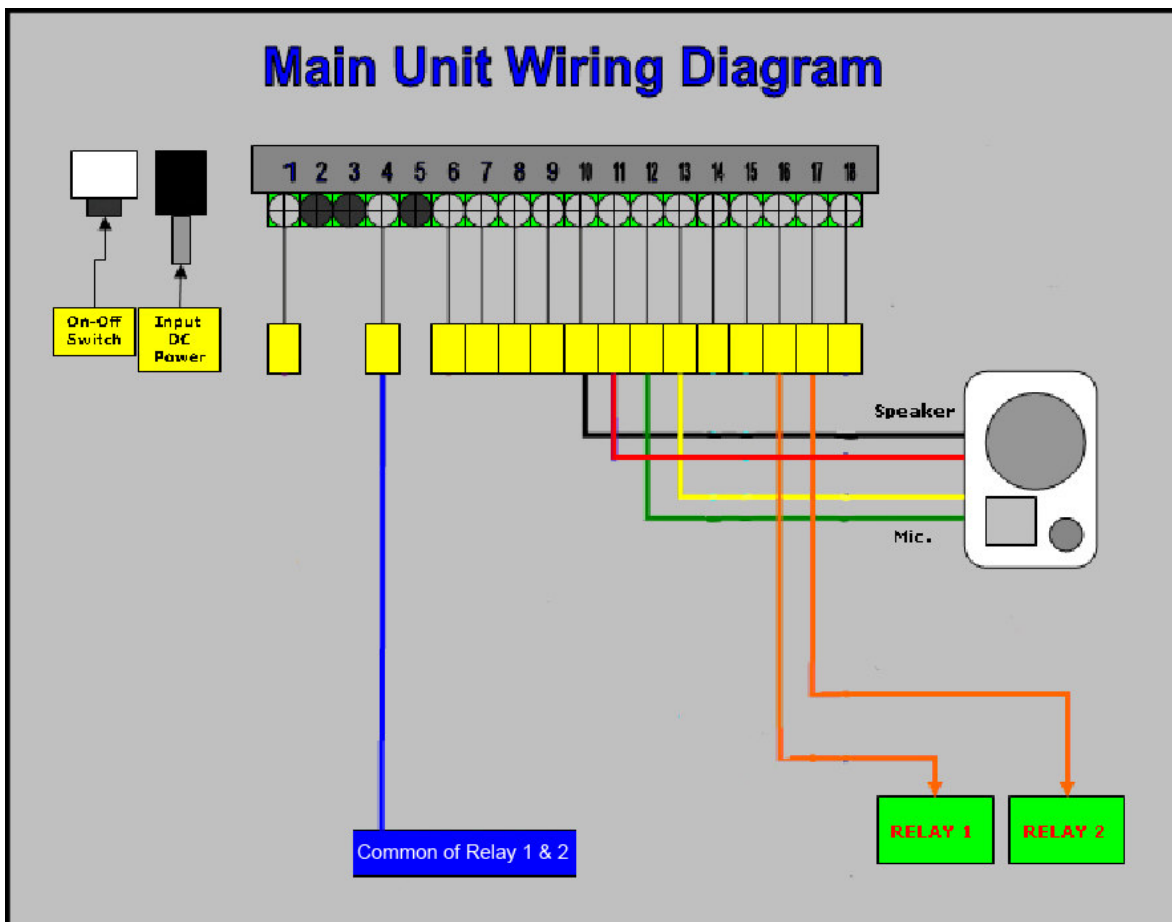 Main Unit Wiring Diagram
1 2 3 4 5 6 7 8 9 10 11 12 13 14 15 16 17 18
On-Off
Switch
Input
DC
Power
Speaker
Mic.
RELAY 1
RELAY 2
Common of Relay 1 & 2